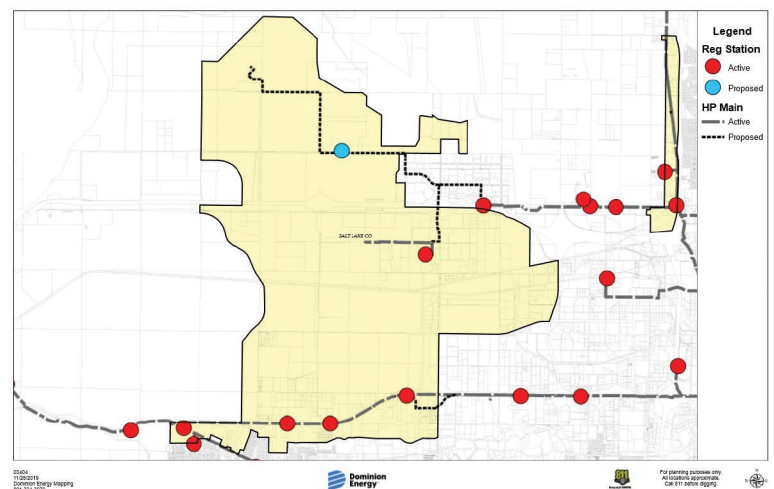 Legend
Reg Station
Active
Proposed
HP Main
Active
Proposed
SALT LAKE CO
03404
11/26/2019
Dominion Energy Mapping
Dominion
Energy
811
For planning purposes only.
All locations approximate.
Call 811 before digging.